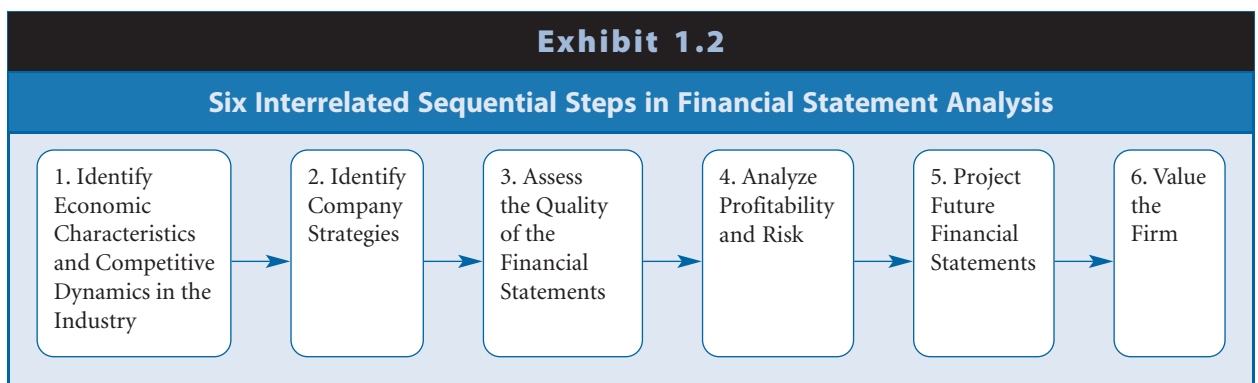 Exhibit 1.2
Six Interrelated Sequential Steps in Financial Statement Analysis
1. Identify
Economic
Characteristics
and Competitive
Dynamics in the
Industry
2. Identify
Company
Strategies
3. Assess
the Quality
of the
Financial
Statements
4. Analyze
Profitability
and Risk
5. Project
Future
Financial
Statements
6. Value
the
Firm